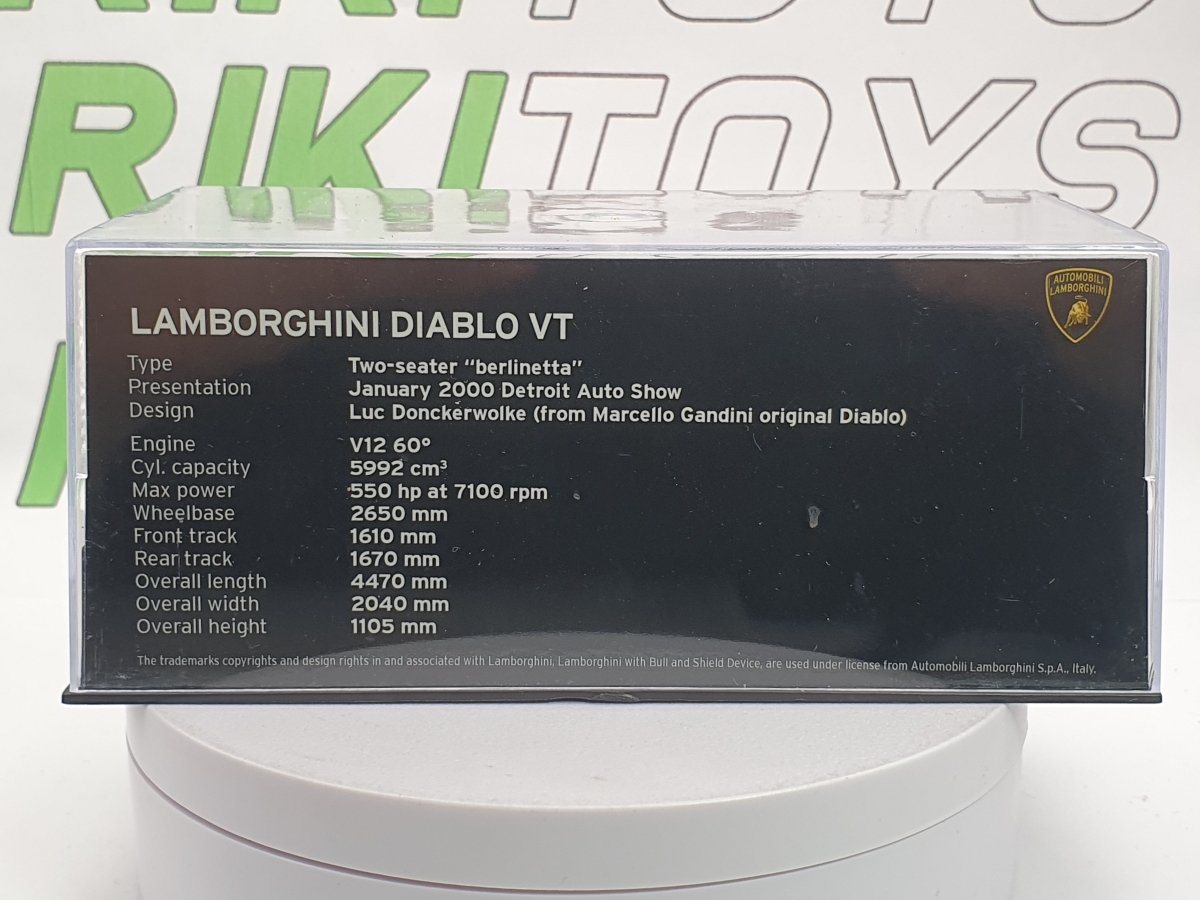 RIKITOYS
LAMBORGHINI DIABLO VT
AUTOMOBILI
LAMBORGHINI
Type Two-seater "berlinetta"
Presentation January 2000 Detroit Auto Show
Design Luc Donckerwolke (from Marcello Gandini original Diablo)
Engine V12 60°
Cyl. capacity 5992 cm³
Max power 550 hp at 7100 rpm
Wheelbase 2650 mm
Front track 1610 mm
Rear track 1670 mm
Overall length 4470 mm
Overall width 2040 mm
Overall height 1105 mm
The trademarks copyrights and design rights in and associated with Lamborghini, Lamborghini with Bull and Shield Device, are used under license from Automobili Lamborghini S.p.A., Italy.